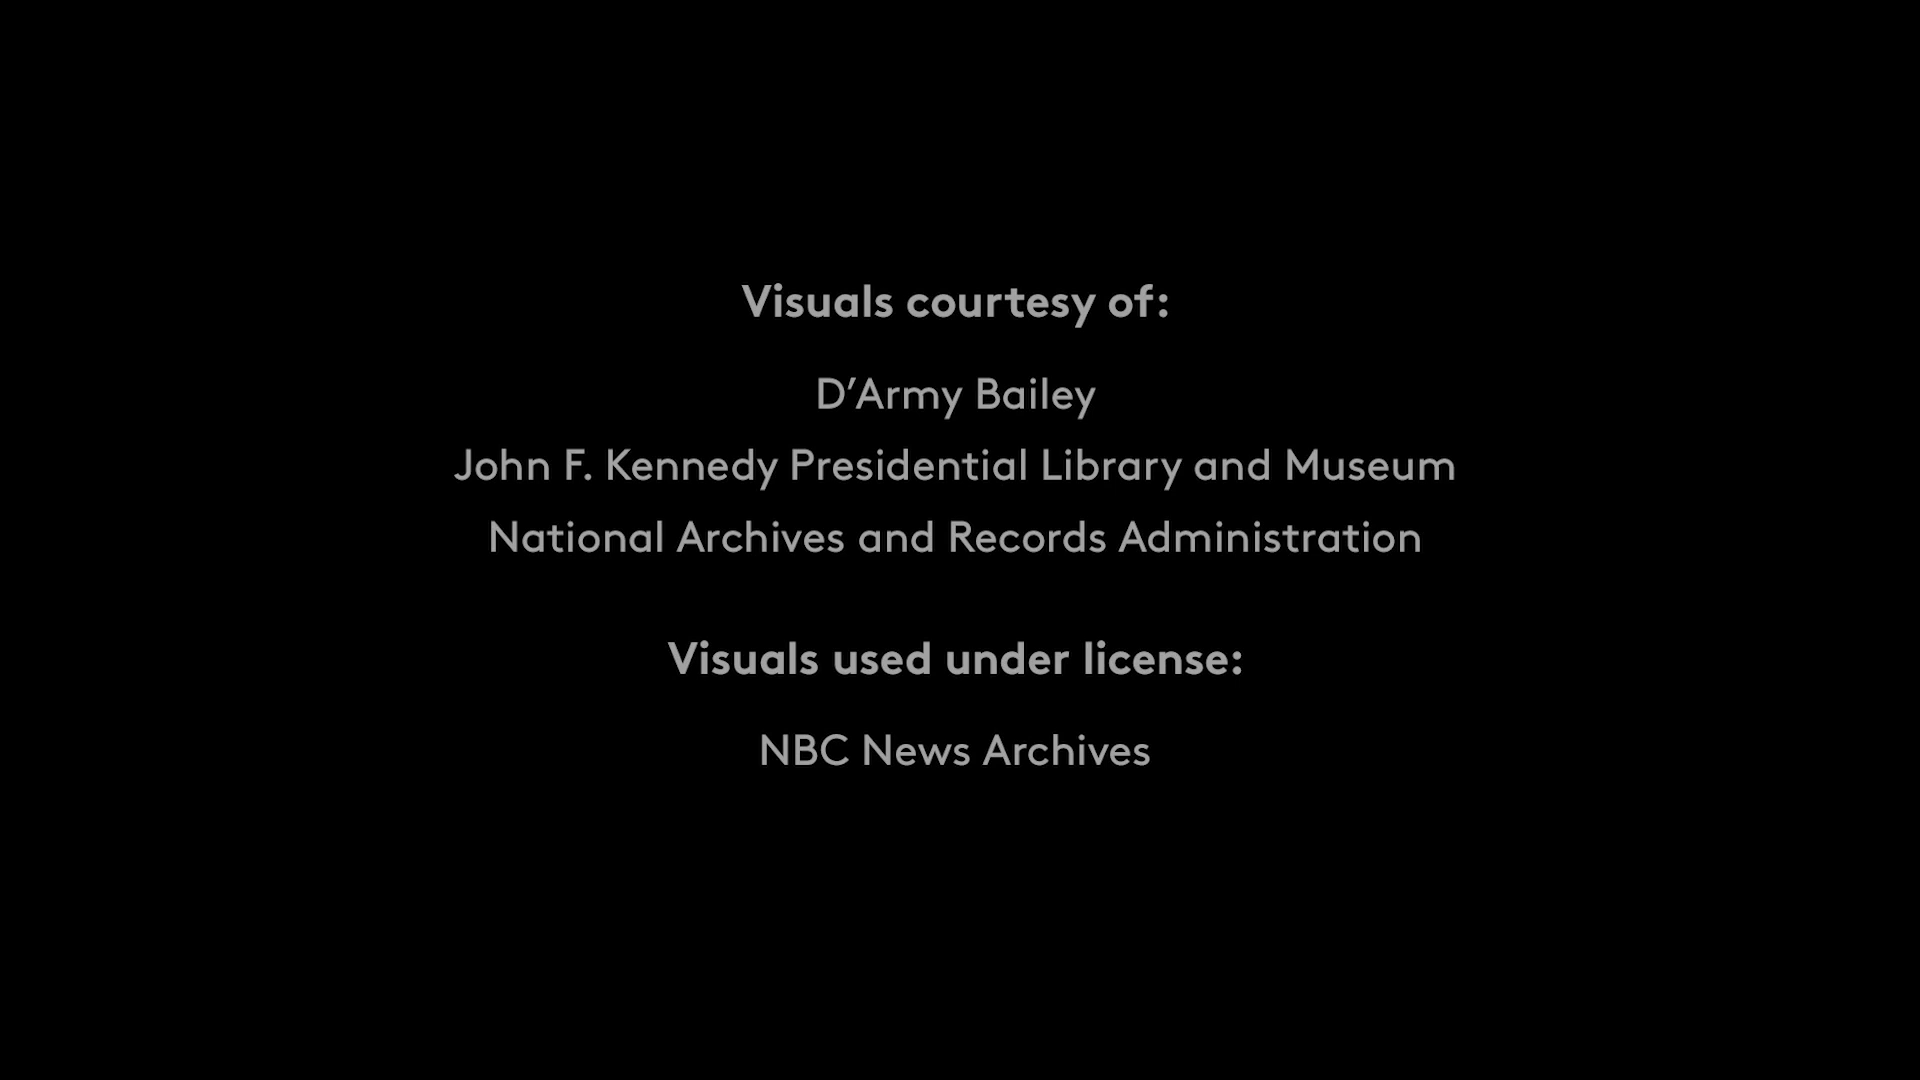 Visuals courtesy of:
D’Army Bailey
John F. Kennedy Presidential Library and Museum
National Archives and Records Administration
Visuals used under license:
NBC News Archives